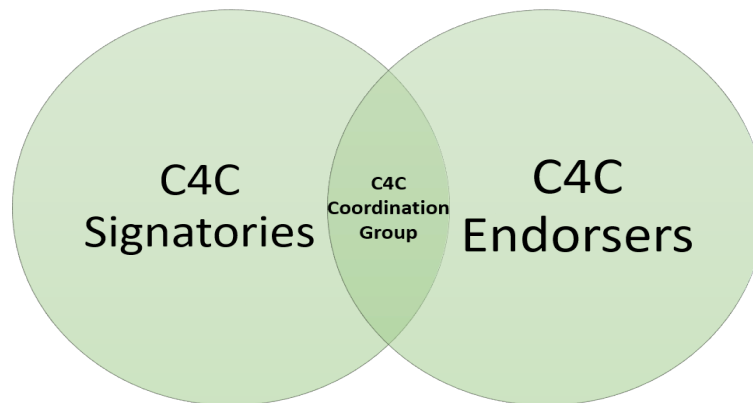 C4C
Signatories
C4C
Coordination
Group
C4C
Endorsers